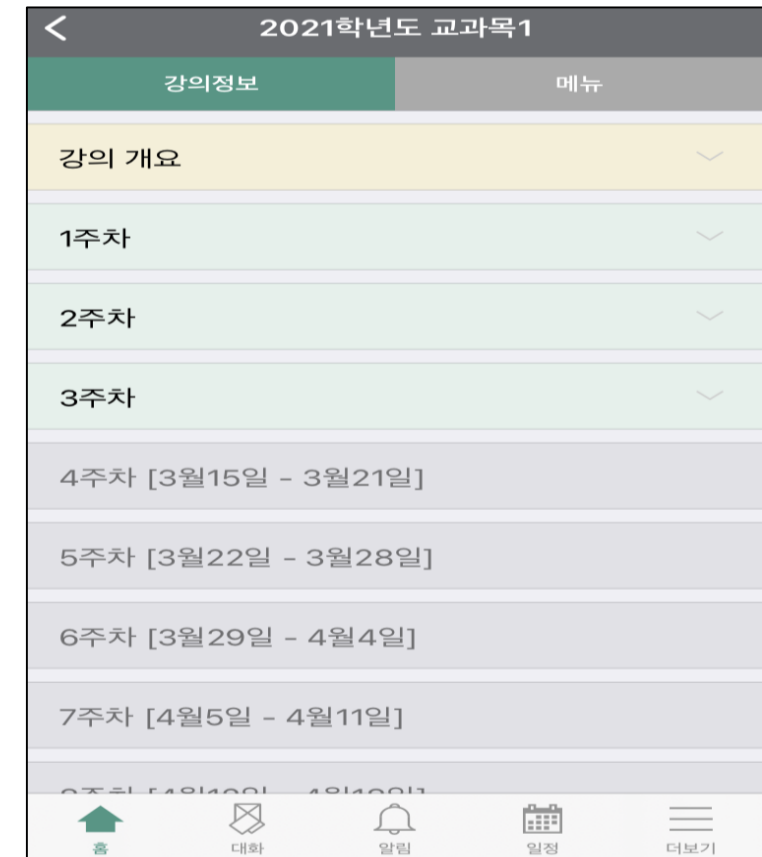 2021학년도 교과목1
강의정보 메뉴
강의 개요
1주차
2주차
3주차
4주차 [3월15일 - 3월21일]
5주차 [3월22일 - 3월28일]
6주차 [3월29일 - 4월4일]
7주차 [4월5일 - 4월11일]
홈 대화 알림 일정 더보기